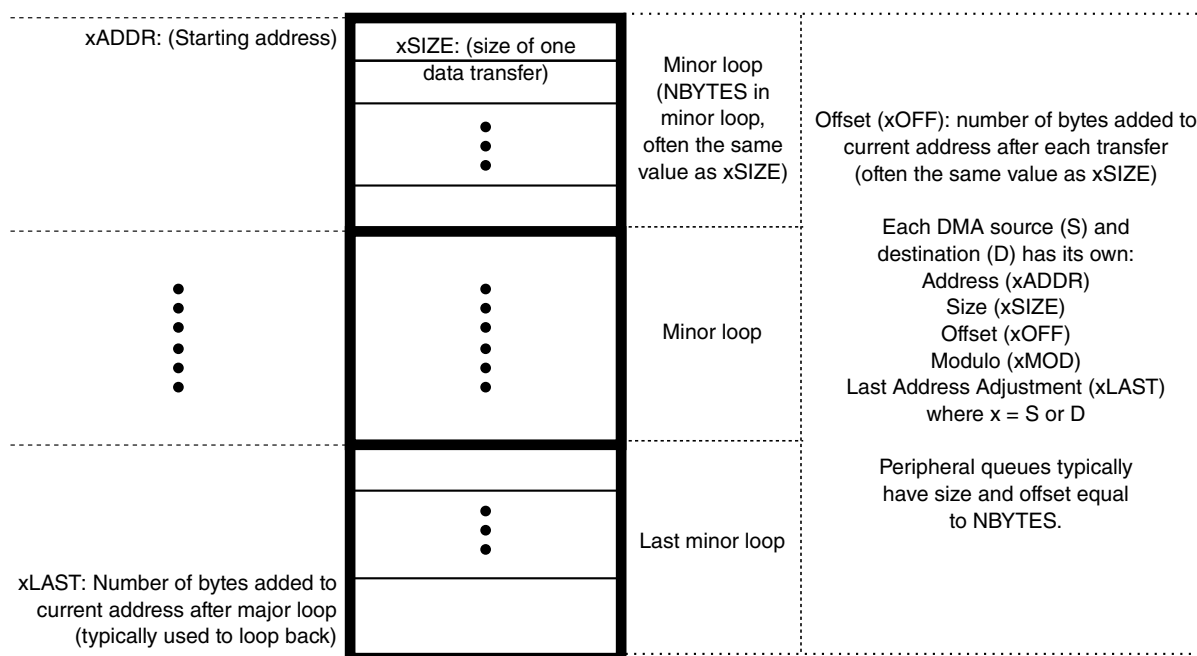 xADDR: (Starting address)
xSIZE: (size of one
data transfer)
Minor loop
(NBYTES in
minor loop,
often the same
value as xSIZE)
Offset (xOFF): number of bytes added to
current address after each transfer
(often the same value as xSIZE)
Each DMA source (S) and
destination (D) has its own:
Address (xADDR)
Size (xSIZE)
Offset (xOFF)
Modulo (xMOD)
Last Address Adjustment (xLAST)
where x = S or D
Minor loop
Peripheral queues typically
have size and offset equal
to NBYTES.
Last minor loop
xLAST: Number of bytes added to
current address after major loop
(typically used to loop back)